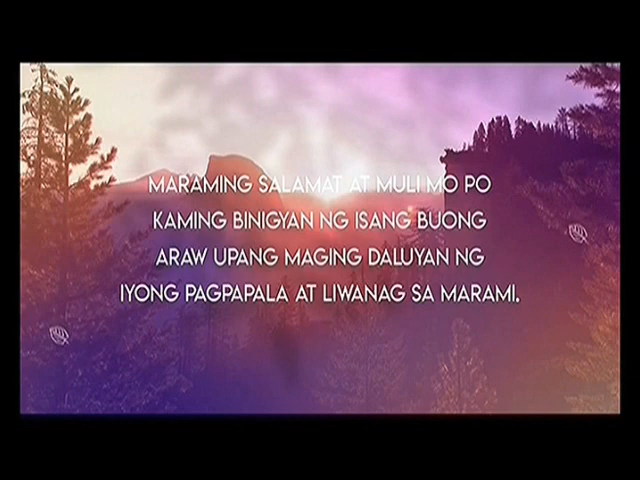 MARAMING SALAMAT AT MULI MO PO
KAMING BINIGYAN NG ISANG BUONG
ARAW UPANG MAGING DALUYAN NG
IYONG PAGPAPALA AT LIWANAG SA MARAMI.